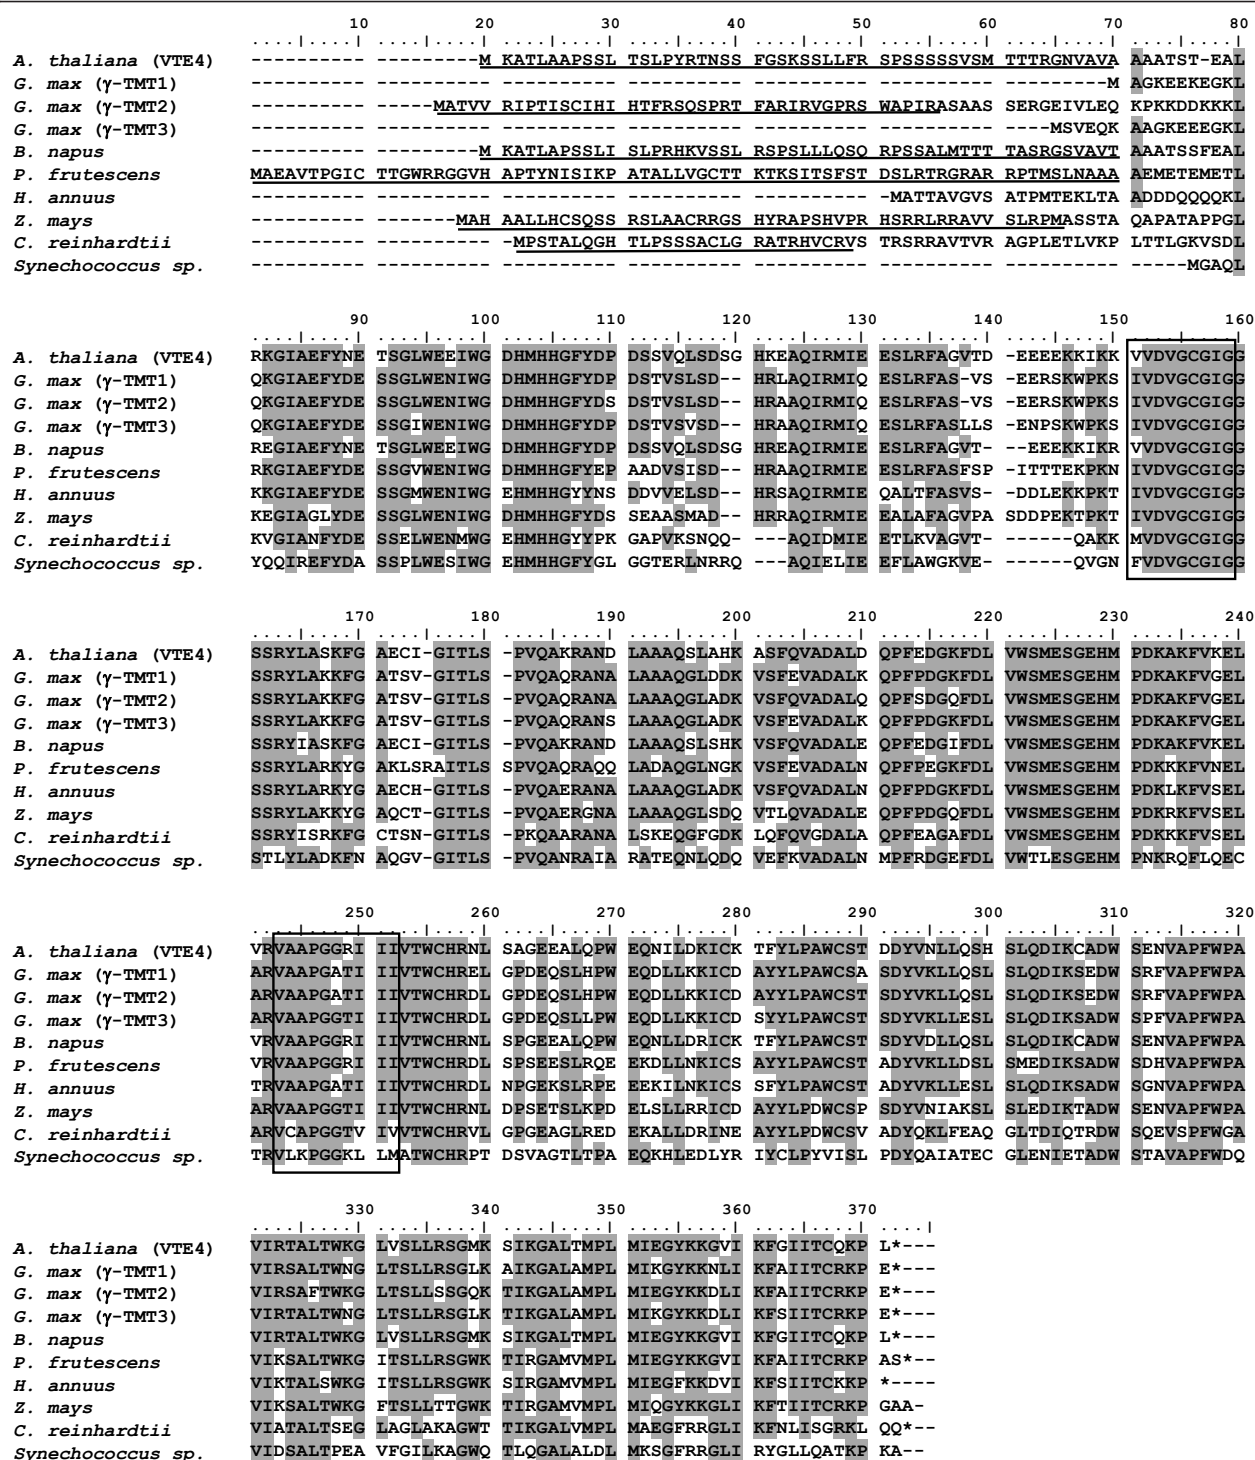 10 20 30 40 50 60 70 80
A. thaliana (VTE4) ---------- ---------M KATLAAPSSL TSLPYRTNSS FGSKSSLLFR SPSSSSSVSM TTTRGNVAVA AAATST-EAL
G. max (γ-TMT1) ---------- ---------- ---------- ---------- ---------- ---------- ---------M AGKEEKEGKL
G. max (γ-TMT2) ---------- -----MATVV RIPTISCIHI HTFRSQSPRT FARIRVGPRS WAPIRASAAS SERGEIVLEQ KPKKDDKKKL
G. max (γ-TMT3) ---------- ---------- ---------- ---------- ---------- ---------- ----MSVEQK AAGKEEEGKL
B. napus ---------- ---------M KATLAPSSLI SLPRHKVSSL RSPSLLLQSQ RPSSALMTTT TASRGSVAVT AAATSSFEAL
P. frutescens MAEAVTPGIC TTGWRRGGVH APTYNISIKP ATALLVGCTT KTKSITSFST DSLRTRGRAR RPTMSLNAAA AEMETEMETL
H. annuus ---------- ---------- ---------- ---------- ---------- -MATTAVGVS ATPMTEKLTA ADDDQQQQKL
Z. mays ---------- -------MAH AALLHCSQSS RSLAACRRGS HYRAPSHVPR HSRRLRRAVV SLRPMASSTA QAPATAPPGL
C. reinhardtii ---------- ---------- -MPSTALQGH TLPSSSACLG RATRHVCRVS TRSRRAVTVR AGPLETLVKP LTTLGKVSDL
Synechococcus sp. ---------- ---------- ---------- ---------- ---------- ---------- ---------- -----MGAQL
90 100 110 120 130 140 150 160
A. thaliana (VTE4) RKGIAEFYNE TSGLWEEIWG DHMHHGFYDP DSSVQLSDSG HKEAQIRMIE ESLRFAGVTD -EEEEKKIKK VVDVGCGIGG
G. max (γ-TMT1) QKGIAEFYDE SSGLWENIWG DHMHHGFYDP DSTVSLSD-- HRLAQIRMIQ ESLRFAS-VS -EERSKWPKS IVDVGCGIGG
G. max (γ-TMT2) QKGIAEFYDE SSGLWENIWG DHMHHGFYDS DSTVSLSD-- HRAAQIRMIQ ESLRFAS-VS -EERSKWPKS IVDVGCGIGG
G. max (γ-TMT3) QKGIAEFYDE SSGIWENIWG DHMHHGFYDP DSTVSVSD-- HRAAQIRMIQ ESLRFASLLS -ENPSKWPKS IVDVGCGIGG
B. napus REGIAEFYNE TSGLWEEIWG DHMHHGFYDP DSSVQLSDSG HREAQIRMIE ESLRFAGVT- --EEEKKIKR VVDVGCGIGG
P. frutescens RKGIAEFYDE SSGVWENIWG DHMHHGFYEP AADVSISD-- HRAAQIRMIE ESLRFASFSP -ITTTEKPKN IVDVGCGIGG
H. annuus KKGIAEFYDE SSGMWENIWG EHMHHGYYNS DDVVELSD-- HRSAQIRMIE QALTFASVS- -DDLEKKPKT IVDVGCGIGG
Z. mays KEGIAGLYDE SSGLWENIWG DHMHHGFYDS SEAASMAD-- HRRAQIRMIE EALAFAGVPA SDDPEKTPKT IVDVGCGIGG
C. reinhardtii KVGIANFYDE SSELWENMWG EHMHHGYYPK GAPVKSNQQ- ---AQIDMIE ETLKVAGVT- ------QAKK MVDVGCGIGG
Synechococcus sp. YQQIREFYDA SSPLWESIWG EHMHHGFYGL GGTERLNRRQ ---AQIELIE EFLAWGKVE- ------QVGN FVDVGCGIGG
170 180 190 200 210 220 230 240
A. thaliana (VTE4) SSRYLASKFG AECI-GITLS -PVQAKRAND LAAAQSLAHK ASFQVADALD QPFEDGKFDL VWSMESGEHM PDKAKFVKEL
G. max (γ-TMT1) SSRYLAKKFG ATSV-GITLS -PVQAQRANA LAAAQGLDDK VSFEVADALK QPFPDGKFDL VWSMESGEHM PDKAKFVGEL
G. max (γ-TMT2) SSRYLAKKFG ATSV-GITLS -PVQAQRANA LAAAQGLADK VSFQVADALQ QPFSDGQFDL VWSMESGEHM PDKAKFVGEL
G. max (γ-TMT3) SSRYLAKKFG ATSV-GITLS -PVQAQRANS LAAAQGLADK VSFEVADALK QPFPDGKFDL VWSMESGEHM PDKAKFVGEL
B. napus SSRYIASKFG AECI-GITLS -PVQAKRAND LAAAQSLSHK VSFQVADALE QPFEDGIFDL VWSMESGEHM PDKAKFVKEL
P. frutescens SSRYLARKYG AKLSRAITLS SPVQAQRAQQ LADAQGLNGK VSFEVADALN QPFPEGKFDL VWSMESGEHM PDKKKFVNEL
H. annuus SSRYLARKYG AECH-GITLS -PVQAERANA LAAAQGLADK VSFQVADALN QPFPDGKFDL VWSMESGEHM PDKLKFVSEL
Z. mays SSRYLAKKYG AQCT-GITLS -PVQAERGNA LAAAQGLSDQ VTLQVADALE QPFPDGQFDL VWSMESGEHM PDKRKFVSEL
C. reinhardtii SSRYISRKFG CTSN-GITLS -PKQAARANA LSKEQGFGDK LQFQVGDALA QPFEAGAFDL VWSMESGEHM PDKKKFVSEL
Synechococcus sp. STLYLADKFN AQGV-GITLS -PVQANRAIA RATEQNLQDQ VEFKVADALN MPFRDGEFDL VWTLESGEHM PNKRQFLQEC
250 260 270 280 290 300 310 320
A. thaliana (VTE4) VRVAAPGGRI IIVTWCHRNL SAGEEALQPW EQNILDKICK TFYLPAWCST DDYVNLLQSH SLQDIKCADW SENVAPFWPA
G. max (γ-TMT1) ARVAAPGATI IIVTWCHREL GPDEQSLHPW EQDLLKKICD AYYLPAWCSA SDYVKLLQSL SLQDIKSEDW SRFVAPFWPA
G. max (γ-TMT2) ARVAAPGATI IIVTWCHRDL GPDEQSLHPW EQDLLKKICD AYYLPAWCST SDYVKLLQSL SLQDIKSEDW SRFVAPFWPA
G. max (γ-TMT3) ARVAAPGGTI IIVTWCHRDL GPDEQSLLPW EQDLLKKICD SYYLPAWCST SDYVKLLESL SLQDIKSADW SPFVAPFWPA
B. napus VRVAAPGGRI IIVTWCHRNL SPGEEALQPW EQNLLDRICK TFYLPAWCST SDYVDLLQSL SLQDIKCADW SENVAPFWPA
P. frutescens VRVAAPGGRI IIVTWCHRDL SPSEESLRQE EKDLLNKICS AYYLPAWCST ADYVKLLDSL SMEDIKSADW SDHVAPFWPA
H. annuus TRVAAPGATI IIVTWCHRDL NPGEKSLRPE EEKILNKICS SFYLPAWCST ADYVKLLESL SLQDIKSADW SGNVAPFWPA
Z. mays ARVAAPGGTI IIVTWCHRNL DPSETSLKPD ELSLLRRICD AYYLPDWCSP SDYVNIAKSL SLEDIKTADW SENVAPFWPA
C. reinhardtii ARVCAPGGTV IVVTWCHRVL GPGEAGLRED EKALLDRINE AYYLPDWCSV ADYQKLFEAQ GLTDIQTRDW SQEVSPFWGA
Synechococcus sp. TRVLKPGGKL LMATWCHRPT DSVAGTLTPA EQKHLEDLYR IYCLPYVISL PDYQAIATEC GLENIETADW STAVAPFWDQ
330 340 350 360 370
A. thaliana (VTE4) VIRTALTWKG LVSLLRSGMK SIKGALTMPL MIEGYKKGVI KFGIITCQKP L*---
G. max (γ-TMT1) VIRSALTWNG LTSLLRSGLK AIKGALAMPL MIKGYKKNLI KFAIITCRKP E*---
G. max (γ-TMT2) VIRSAFTWKG LTSLLSSGQK TIKGALAMPL MIEGYKKDLI KFAIITCRKP E*---
G. max (γ-TMT3) VIRTALTWNG LTSLLRSGLK TIKGALAMPL MIKGYKKDLI KFSIITCRKP E*---
B. napus VIRTALTWKG LVSLLRSGMK SIKGALTMPL MIEGYKKGVI KFGIITCQKP L*---
P. frutescens VIKSALTWKG ITSLLRSGWK TIRGAMVMPL MIEGYKKGVI KFAIITCRKP AS*--
H. annuus VIKTALSWKG ITSLLRSGWK SIRGAMVMPL MIEGFKKDVI KFSIITCKKP *----
Z. mays VIKSALTWKG FTSLLTTGWK TIRGAMVMPL MIQGYKKGLI KFTIITCRKP GAA-
C. reinhardtii VIATALTSEG LAGLAKAGWT TIKGALVMPL MAEGFRRGLI KFNLISGRKL QQ*--
Synechococcus sp. VIDSALTPEA VFGILKAGWQ TLQGALALDL MKSGFRRGLI RYGLLQATKP KA--